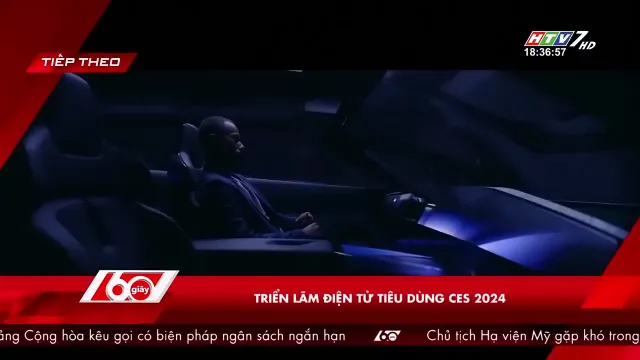 TIẾP THEO
HTV7 HD
18:36:57
60 giây
TRIỂN LÃM ĐIỆN TỬ TIÊU DÙNG CES 2024
ảng Cộng hòa kêu gọi có biện pháp ngân sách ngắn hạn 60 Chủ tịch Hạ viện Mỹ gặp khó trong